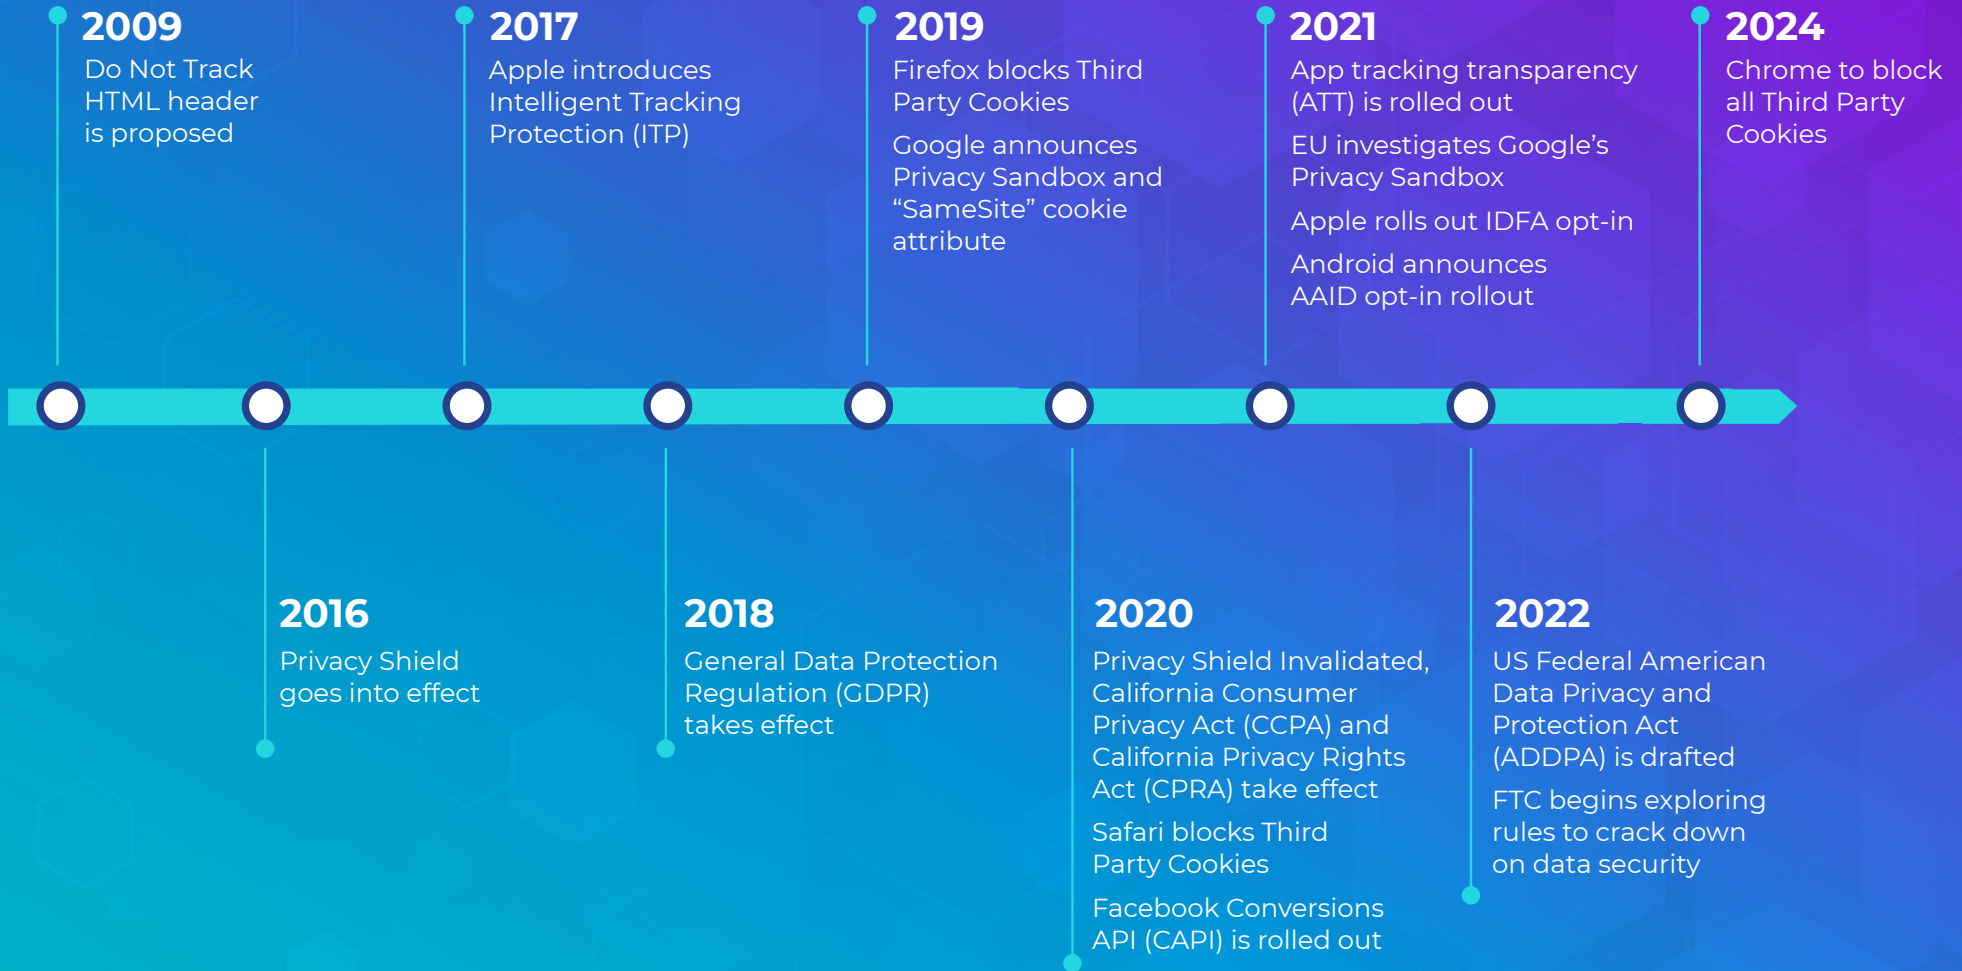 2009
Do Not Track
HTML header
is proposed
2017
Apple introduces
Intelligent Tracking
Protection (ITP)
2019
Firefox blocks Third
Party Cookies
Google announces
Privacy Sandbox and
“SameSite” cookie
attribute
2021
App tracking transparency
(ATT) is rolled out
EU investigates Google’s
Privacy Sandbox
Apple rolls out IDFA opt-in
Android announces
AAID opt-in rollout
2024
Chrome to block
all Third Party
Cookies
2016
Privacy Shield
goes into effect
2018
General Data Protection
Regulation (GDPR)
takes effect
2020
Privacy Shield Invalidated,
California Consumer
Privacy Act (CCPA) and
California Privacy Rights
Act (CPRA) take effect
Safari blocks Third
Party Cookies
Facebook Conversions
API (CAPI) is rolled out
2022
US Federal American
Data Privacy and
Protection Act
(ADDPA) is drafted
FTC begins exploring
rules to crack down
on data security